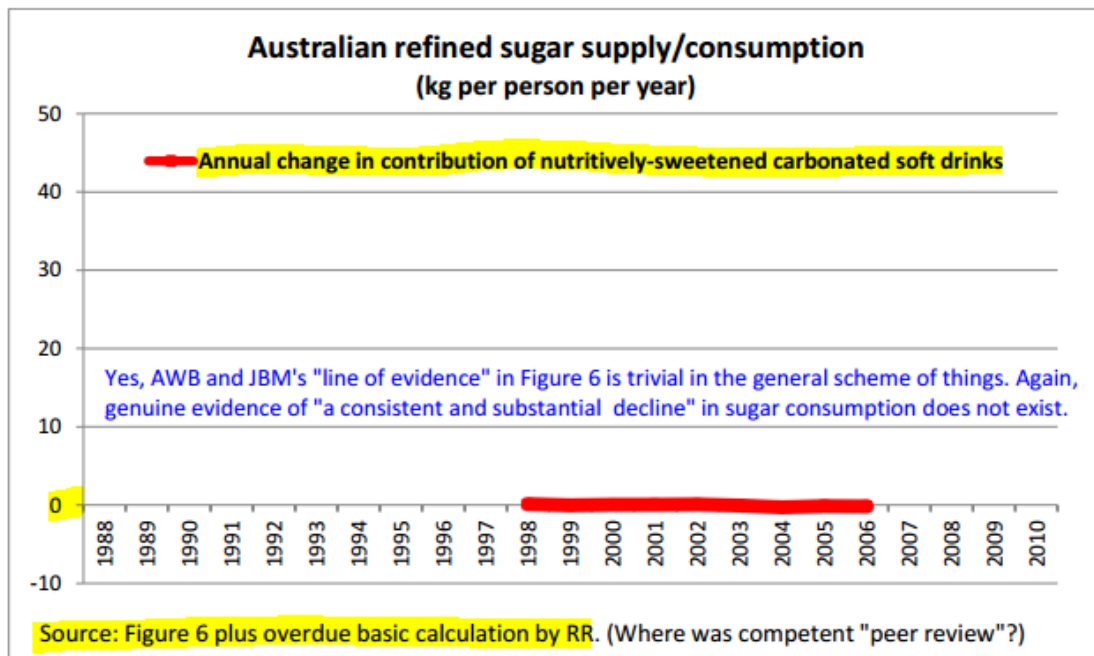 Australian refined sugar supply/consumption
(kg per person per year)
50
Annual change in contribution of nutritively-sweetened carbonated soft drinks
40
30
20
Yes, AWB and JBM's "line of evidence" in Figure 6 is trivial in the general scheme of things. Again,
genuine evidence of "a consistent and substantial decline" in sugar consumption does not exist.
10
0
1988 1989 1990 1991 1992 1993 1994 1995 1996 1997 1998 1999 2000 2001 2002 2003 2004 2005 2006 2007 2008 2009 2010
-10
Source: Figure 6 plus overdue basic calculation by RR. (Where was competent "peer review"?)